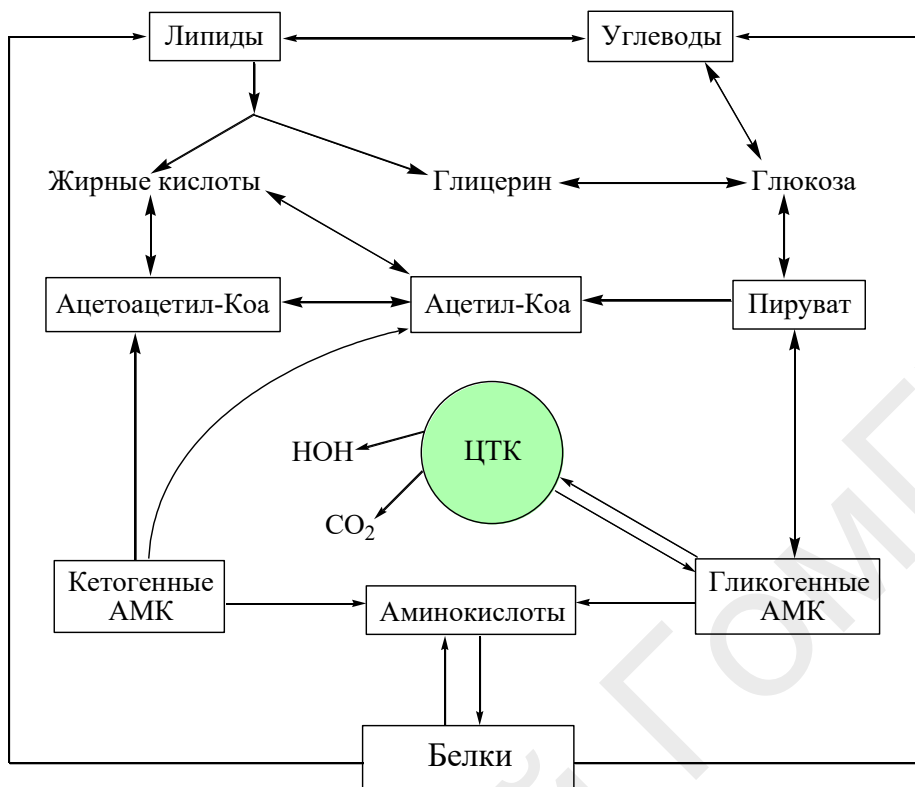 Липиды
Углеводы
Жирные кислоты
Глицерин
Глюкоза
Ацетоацетил-Коа
Ацетил-Коа
Пируват
НОН
ЦТК
CO₂
Кетогенные
АМК
Аминокислоты
Гликогенные
АМК
Белки